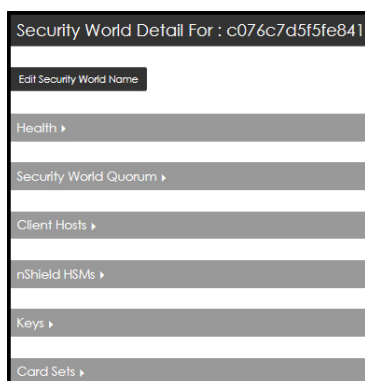 Security World Detail For : c076c7d5f5fe841
Edit Security World Name
Health
Security World Quorum
Client Hosts
nShield HSMs
Keys
Card Sets